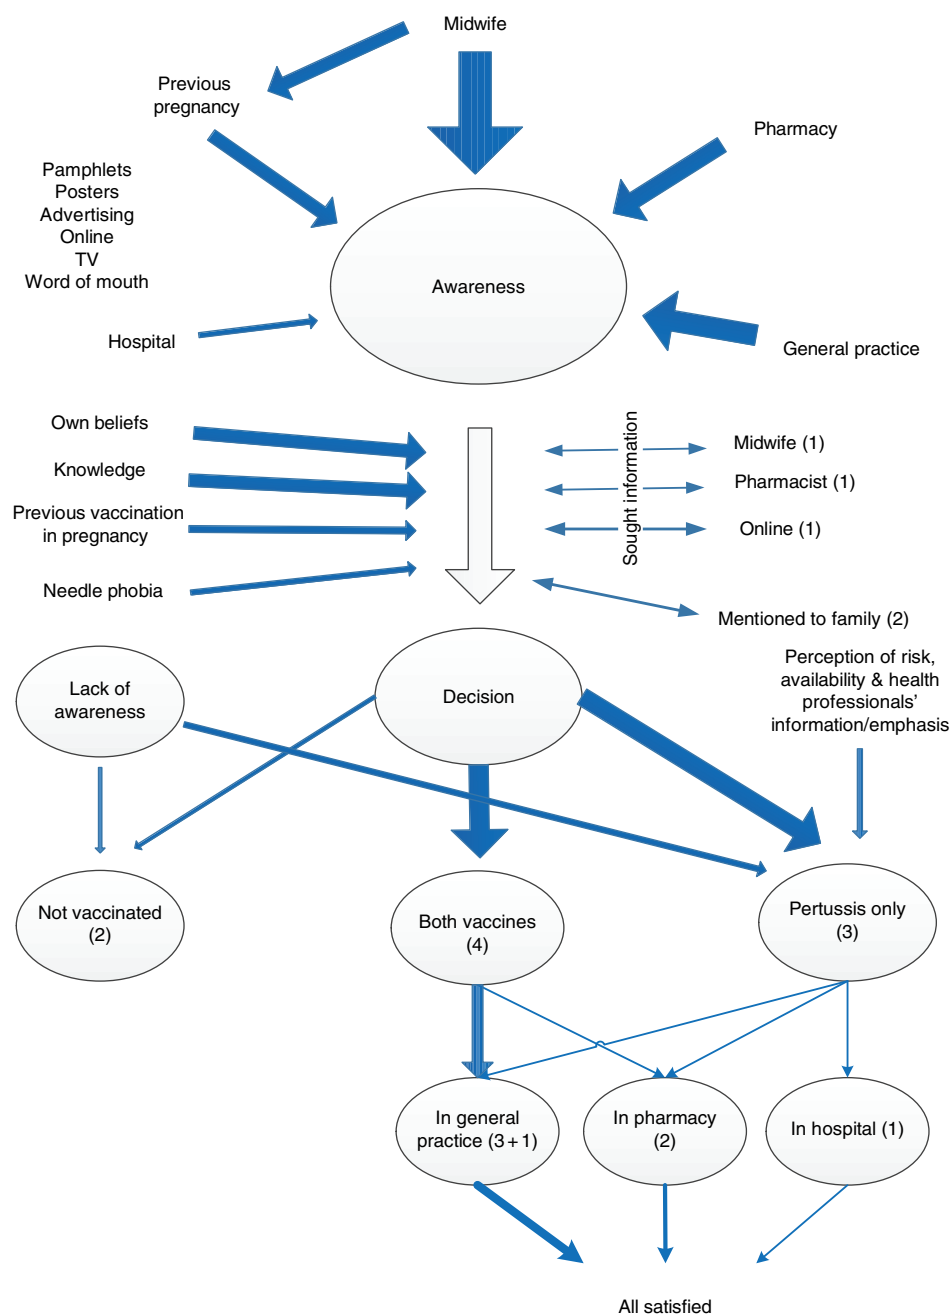 Midwife
Previous
pregnancy
Pharmacy
Pamphlets
Posters
Advertising
Online
TV
Word of mouth
Awareness
Hospital
General practice
Own beliefs
Knowledge
Previous vaccination
in pregnancy
Needle phobia
Sought information
Midwife (1)
Pharmacist (1)
Online (1)
Mentioned to family (2)
Perception of risk,
availability & health
professionals’
information/emphasis
Lack of
awareness
Decision
Not vaccinated
(2)
Both vaccines
(4)
Pertussis only
(3)
In general
practice (3 + 1)
In pharmacy
(2)
In hospital (1)
All satisfied